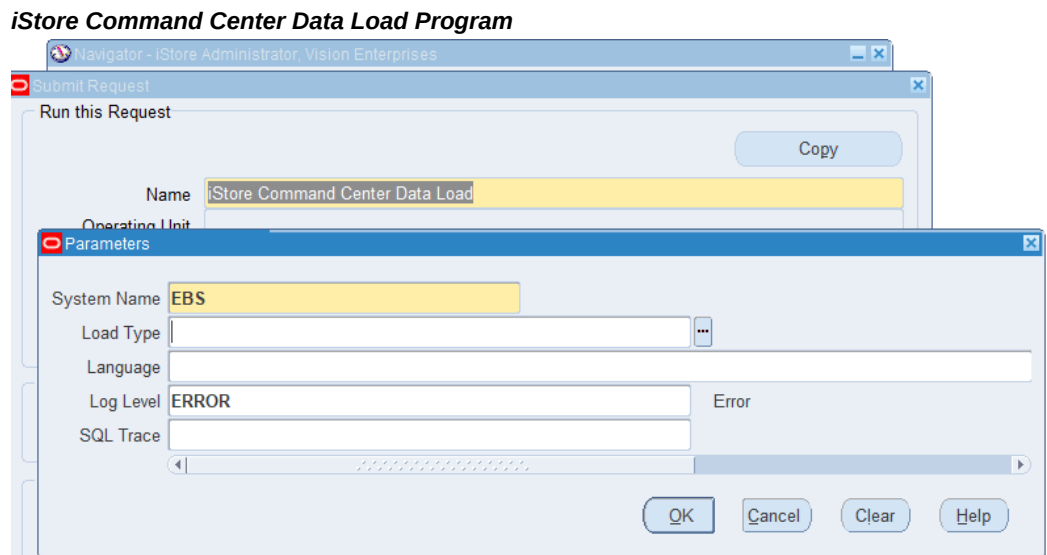 iStore Command Center Data Load Program
Navigator - iStore Administrator, Vision Enterprises
Submit Request
Run this Request
Copy
Name iStore Command Center Data Load
Operating Unit
Parameters
System Name EBS
Load Type
Language
Log Level ERROR Error
SQL Trace
OK Cancel Clear Help